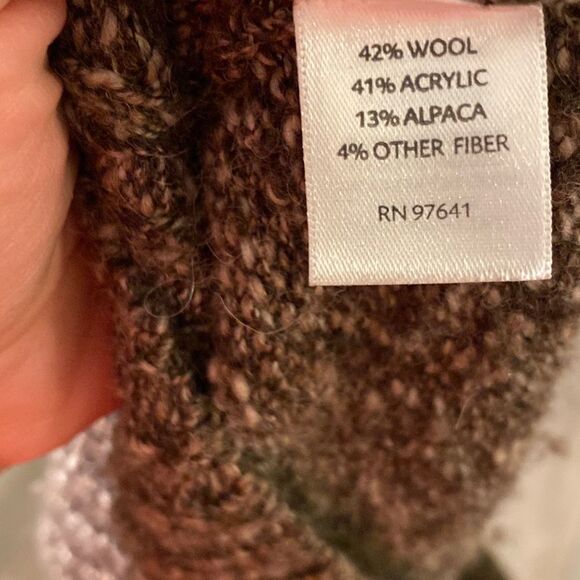 42% WOOL
41% ACRYLIC
13% ALPACA
4% OTHER FIBER
RN 97641